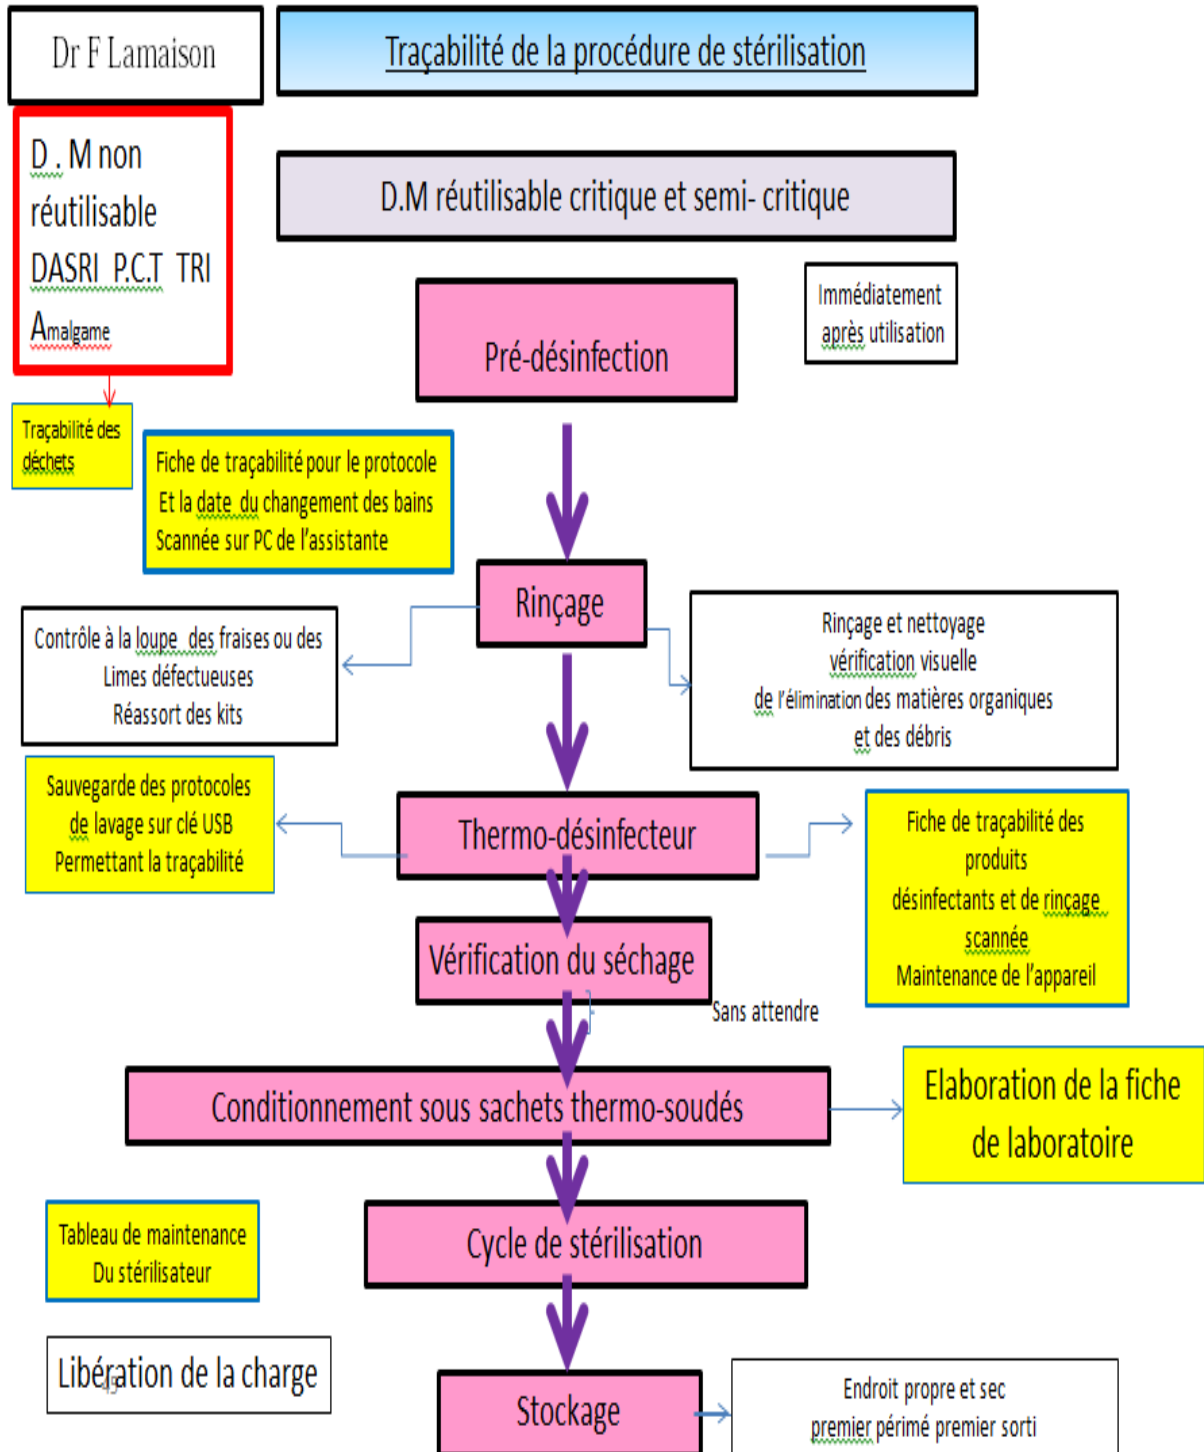 Dr F Lamaison
Traçabilité de la procédure de stérilisation
D . M non
réutilisable
DASRI P.C.T TRI
Amalgame
D.M réutilisable critique et semi- critique
Immédiatement
après utilisation
Pré-désinfection
Traçabilité des
déchets
Fiche de traçabilité pour le protocole
Et la date du changement des bains
Scannée sur PC de l'assistante
Rinçage
Contrôle à la loupe des fraises ou des
Limes défectueuses
Réassort des kits
Rinçage et nettoyage
vérification visuelle
de l'élimination des matières organiques
et des débris
Sauvegarde des protocoles
de lavage sur clé USB
Permettant la traçabilité
Thermo-désinfecteur
Fiche de traçabilité des
produits
désinfectants et de rinçage
scannée
Maintenance de l'appareil
Vérification du séchage
Sans attendre
Conditionnement sous sachets thermo-soudés
Elaboration de la fiche
de laboratoire
Tableau de maintenance
Du stérilisateur
Cycle de stérilisation
Libération de la charge
45
Stockage
Endroit propre et sec
premier périmé premier sorti